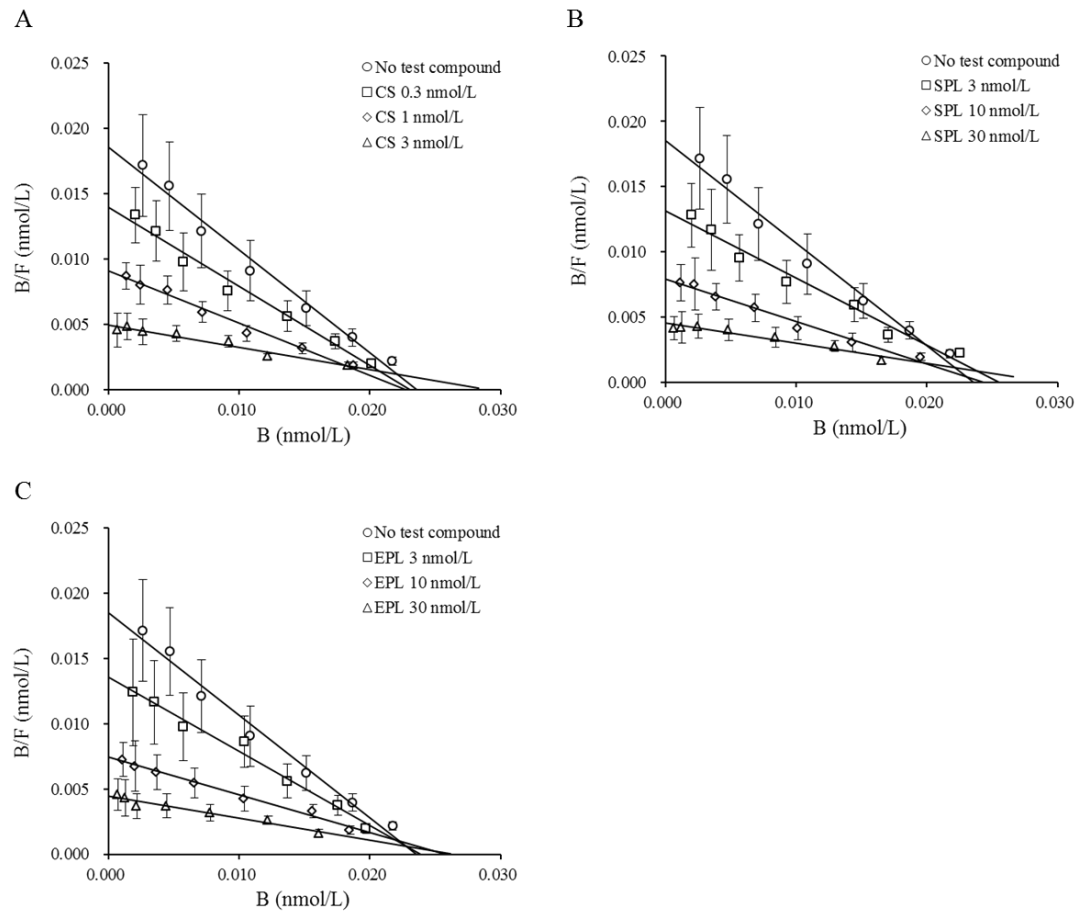 A
0.025
0.020
0.015
0.010
0.005
0.000
B/F (nmol/L)
No test compound
CS 0.3 nmol/L
CS 1 nmol/L
CS 3 nmol/L
0.000 0.010 0.020 0.030
B (nmol/L)
B
0.025
0.020
0.015
0.010
0.005
0.000
B/F (nmol/L)
No test compound
SPL 3 nmol/L
SPL 10 nmol/L
SPL 30 nmol/L
0.000 0.010 0.020 0.030
B (nmol/L)
C
0.025
0.020
0.015
0.010
0.005
0.000
B/F (nmol/L)
No test compound
EPL 3 nmol/L
EPL 10 nmol/L
EPL 30 nmol/L
0.000 0.010 0.020 0.030
B (nmol/L)